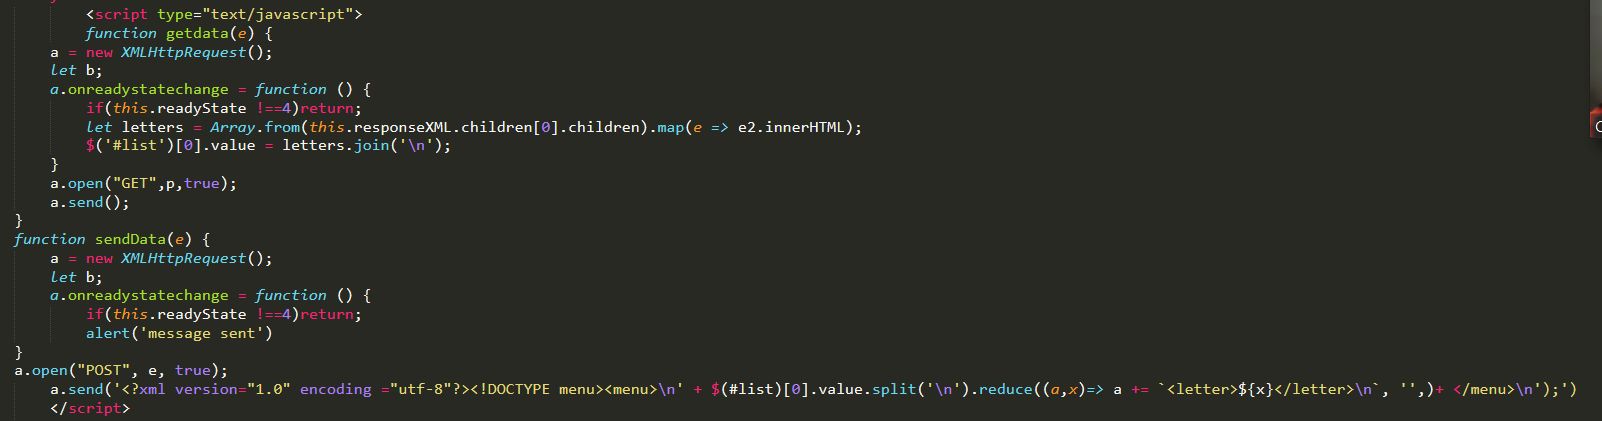 <script type="text/javascript">
function getdata(e) {
a = new XMLHttpRequest();
let b;
a.onreadystatechange = function () {
if(this.readyState !==4)return;
let letters = Array.from(this.responseXML.children[0].children).map(e => e2.innerHTML);
$('#list')[0].value = letters.join('\n');
}
a.open("GET",p,true);
a.send();
}
function sendData(e) {
a = new XMLHttpRequest();
let b;
a.onreadystatechange = function () {
if(this.readyState !==4)return;
alert('message sent')
}
a.open("POST", e, true);
a.send('<?xml version="1.0" encoding ="utf-8"?><!DOCTYPE menu><menu>\n' + $(#list)[0].value.split('\n').reduce((a,x)=> a += `<letter>${x}</letter>\n`, '',)+ </menu>\n');')
</script>